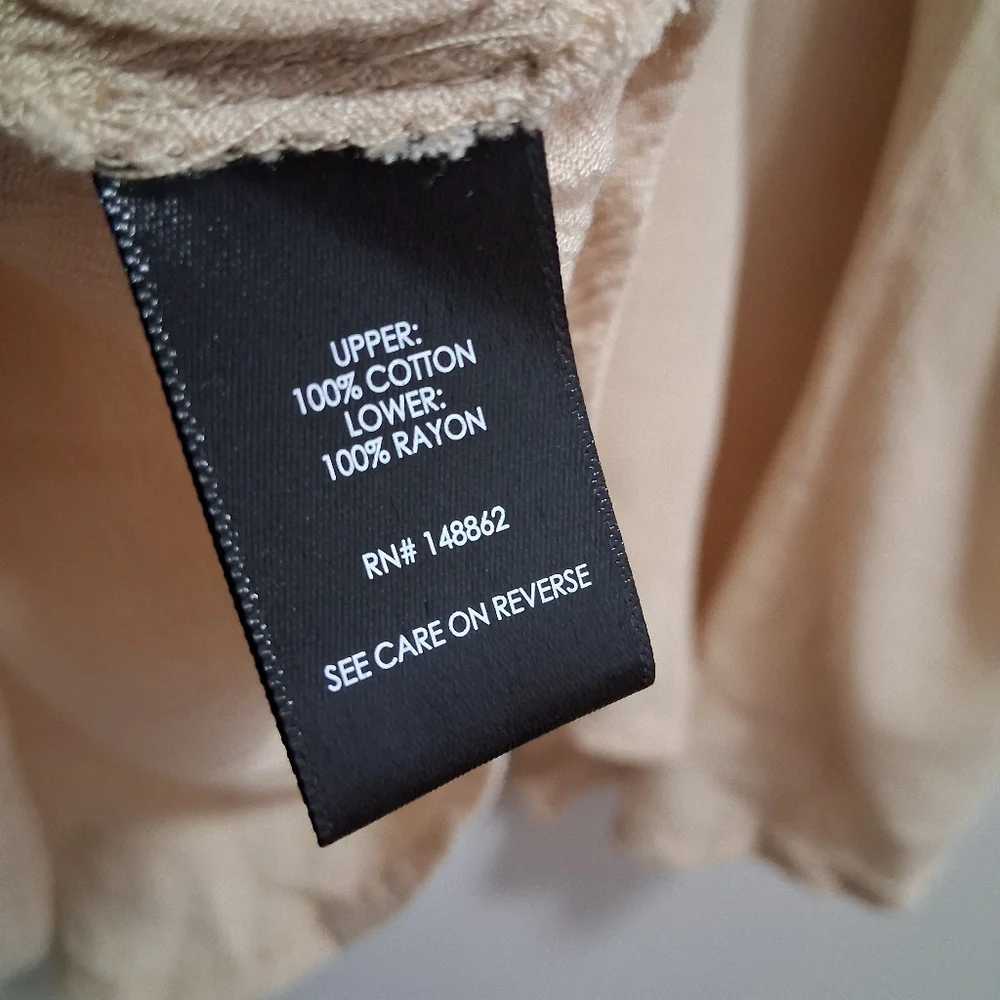 UPPER:
100% COTTON
LOWER:
100% RAYON
RN# 148862
SEE CARE ON REVERSE